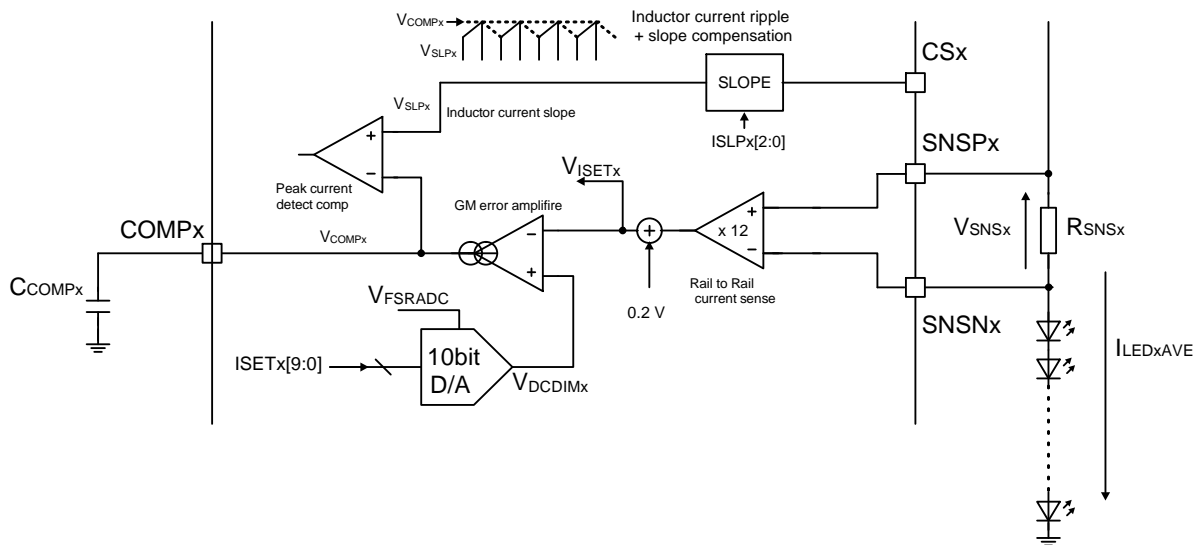 VCOMPx
VSLPx
Inductor current ripple
+ slope compensation
CSx
SLOPE
VSLPx
Inductor current slope
ISLPx[2:0]
SNSPx
+
−
Peak current
detect comp
VISETx
+
x 12
−
VSNSx
RSNSx
COMPx
VCOMPx
GM error amplifire
−
+
+
Rail to Rail
current sense
0.2 V
SNSNx
CCOMPx
VFSRADC
ISETx[9:0]
10bit
D/A
VDCDIMx
ILEDxAVE